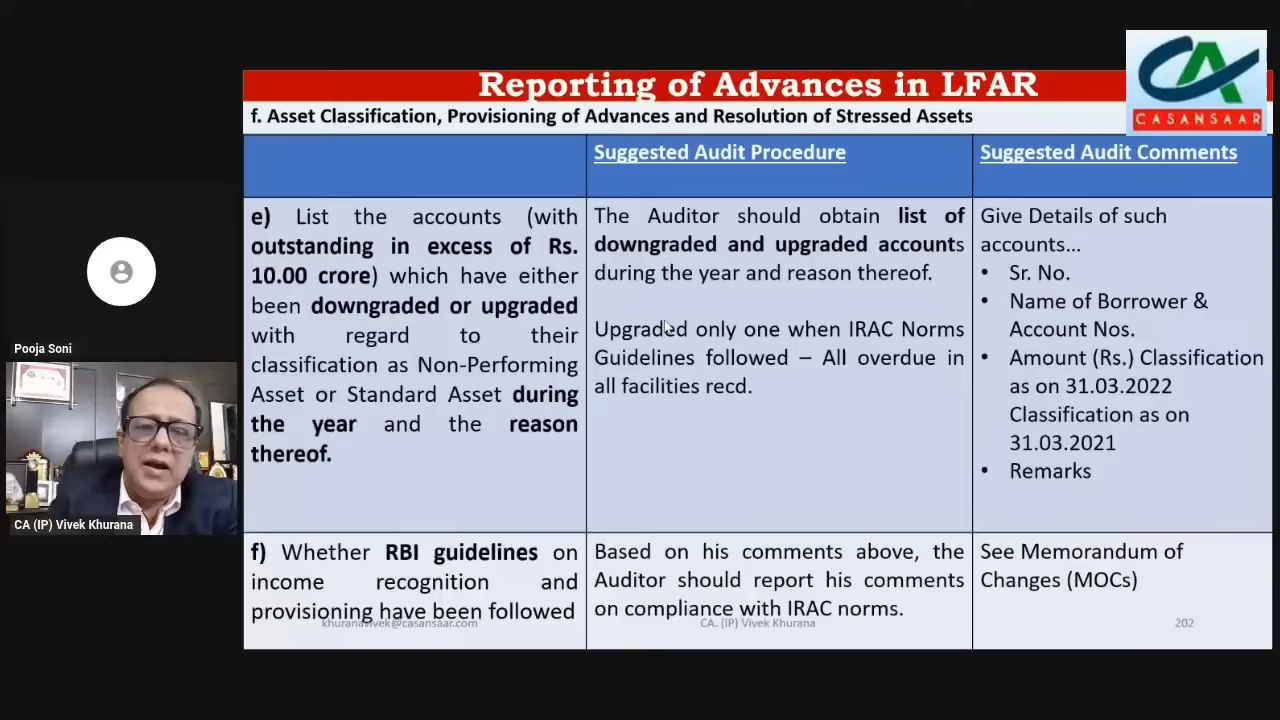 Reporting of Advances in LFAR
CA
CASANSAAR
f. Asset Classification, Provisioning of Advances and Resolution of Stressed Assets
Suggested Audit Procedure
Suggested Audit Comments
e) List the accounts (with
outstanding in excess of Rs.
10.00 crore) which have either
been downgraded or upgraded
with regard to their
classification as Non-Performing
Asset or Standard Asset during
the year and the reason
thereof.
The Auditor should obtain list of
downgraded and upgraded accounts
during the year and reason thereof.
Upgraded only one when IRAC Norms
Guidelines followed – All overdue in
all facilities recd.
Give Details of such
accounts...
• Sr. No.
• Name of Borrower &
Account Nos.
• Amount (Rs.) Classification
as on 31.03.2022
Classification as on
31.03.2021
• Remarks
f) Whether RBI guidelines on
income recognition and
provisioning have been followed
Based on his comments above, the
Auditor should report his comments
on compliance with IRAC norms.
See Memorandum of
Changes (MOCs)
khuranavivek@casansaar.com
CA. (IP) Vivek Khurana
202
Pooja Soni
CA (IP) Vivek Khurana